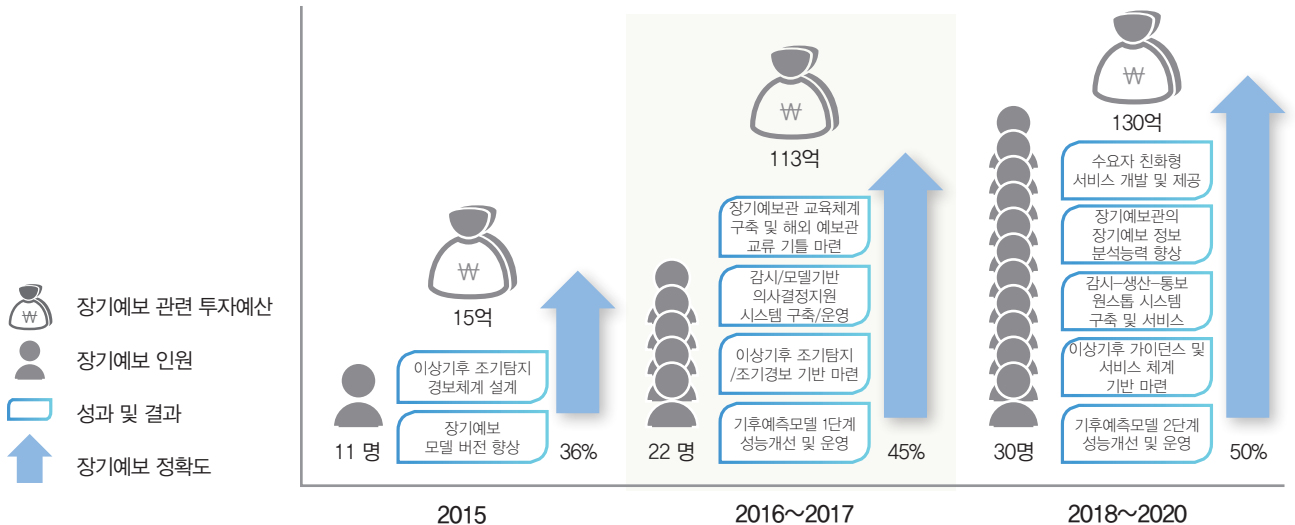 장기예보 관련 투자예산
장기예보 인원
성과 및 결과
장기예보 정확도
₩
₩
15억
이상기후 조기탐지
경보체계 설계
장기예보
모델 버전 향상
11 명
36%
2015
₩
113억
장기예보관 교육체계
구축 및 해외 예보관
교류 기틀 마련
감시/모델기반
의사결정지원
시스템 구축/운영
이상기후 조기탐지
/조기경보 기반 마련
기후예측모델 1단계
성능개선 및 운영
22 명
45%
2016~2017
₩
130억
수요자 친화형
서비스 개발 및 제공
장기예보관의
장기예보 정보
분석능력 향상
감시-생산-통보
원스톱 시스템
구축 및 서비스
이상기후 가이던스 및
서비스 체계
기반 마련
기후예측모델 2단계
성능개선 및 운영
30명
50%
2018~2020